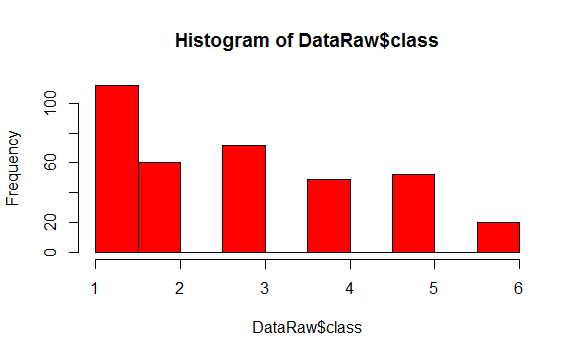 Histogram of DataRaw$class
Frequency
100
60
20
0
1 2 3 4 5 6
DataRaw$class